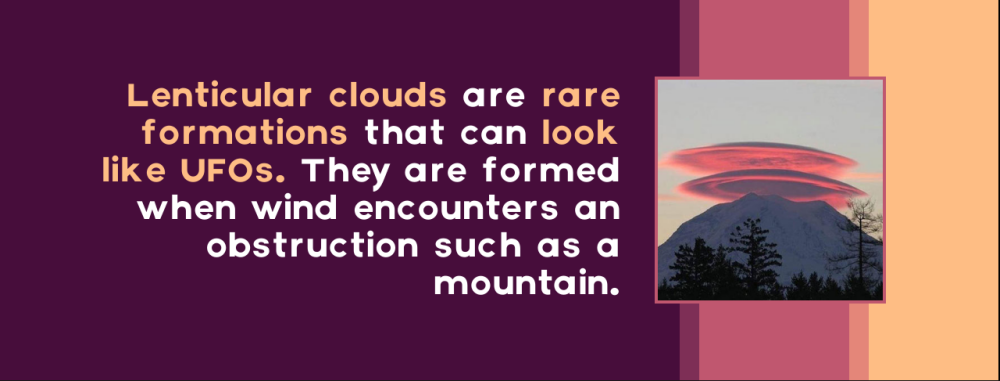 Lenticular clouds are rare
formations that can look
like UFOs. They are formed
when wind encounters an
obstruction such as a
mountain.